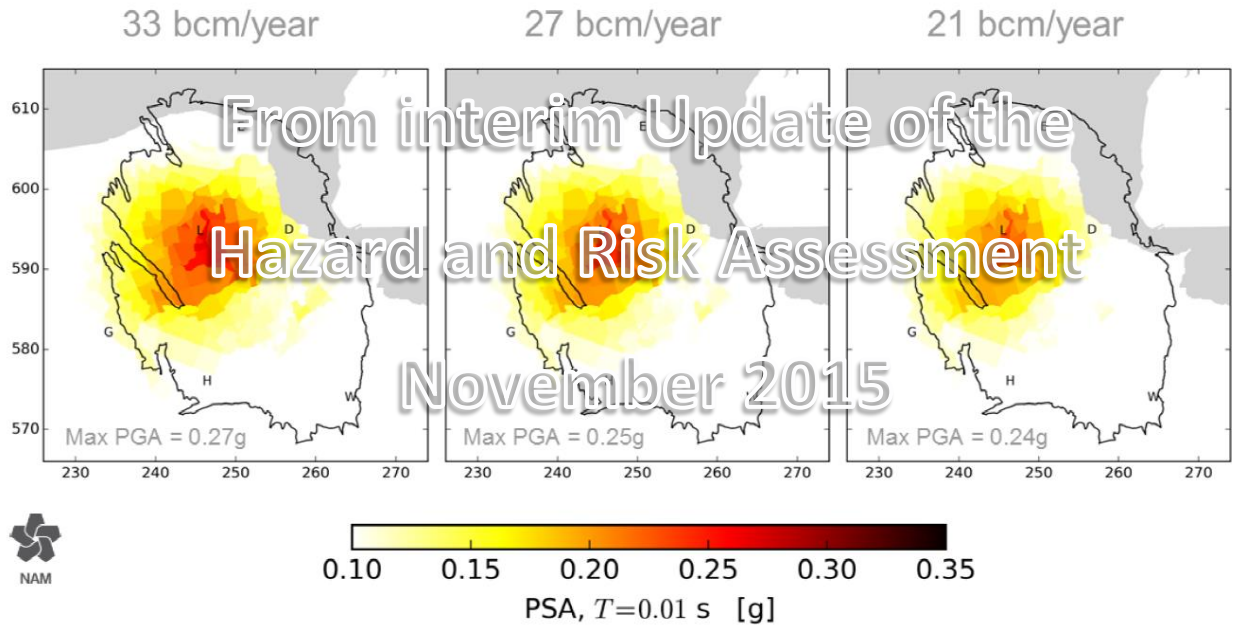 33 bcm/year 27 bcm/year 21 bcm/year
From interim Update of the
Hazard and Risk Assessment
November 2015
610
600
590
580
570
L D
G
H
W
Max PGA = 0.27g
230 240 250 260 270
E
D
G
Max PGA = 0.25g
230 240 250 260 270
E
L D
G
H
W
Max PGA = 0.24g
230 240 250 260 270
NAM
0.10 0.15 0.20 0.25 0.30 0.35
PSA, T=0.01 s [g]